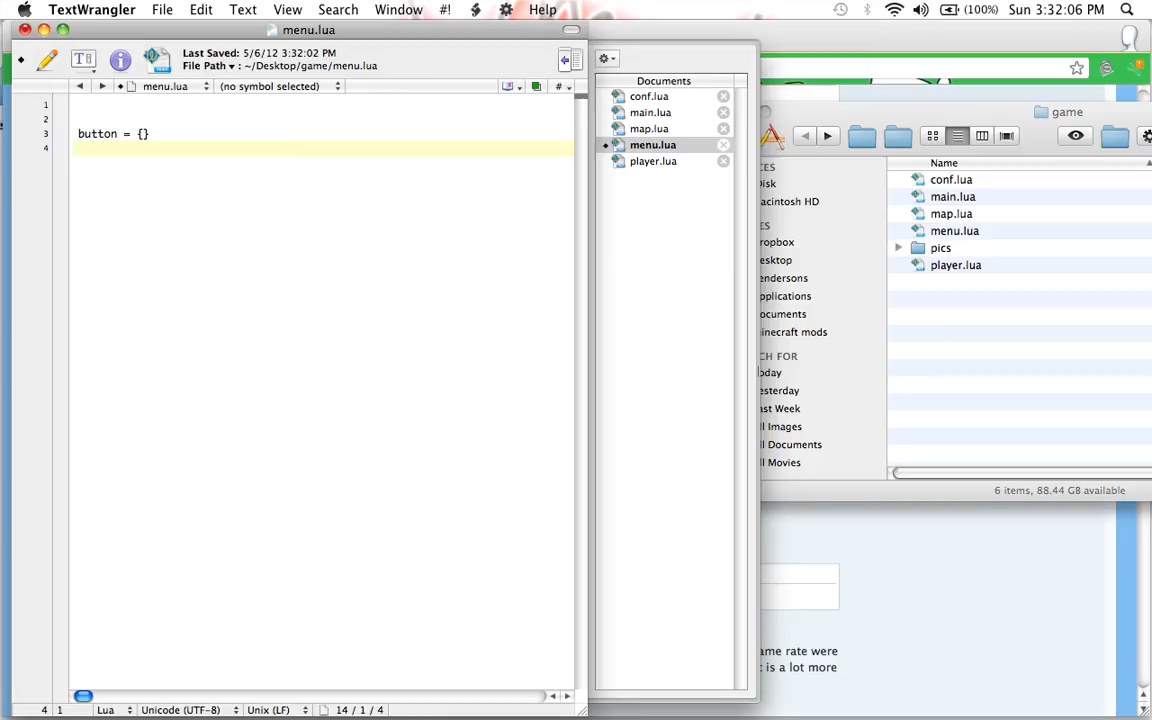 TextWrangler File Edit Text View Search Window #! Help (100%) Sun 3:32:06 PM
menu.lua
Last Saved: 5/6/12 3:32:02 PM
File Path ▾ : ~/Desktop/game/menu.lua
menu.lua (no symbol selected) #
1
2
3 button = {}
4
Documents
conf.lua
main.lua
map.lua
menu.lua
player.lua
game
CES
Disk
acintosh HD
ES
ropbox
esktop
endersons
pplications
ocuments
inecraft mods
CH FOR
oday
esterday
ast Week
ll Images
ll Documents
ll Movies
Name
conf.lua
main.lua
map.lua
menu.lua
pics
player.lua
6 items, 88.44 GB available
ame rate were
is a lot more
4 1 Lua Unicode (UTF-8) Unix (LF) 14 / 1 / 4